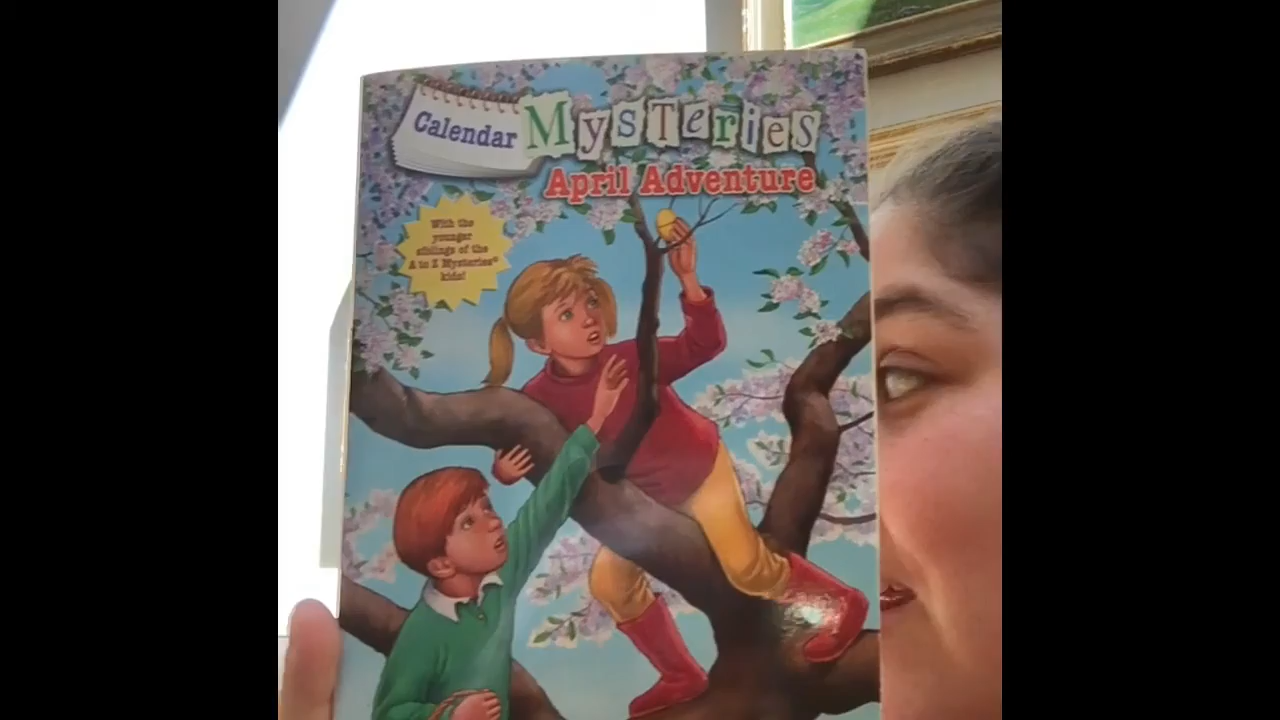 Calendar Mysteries
April Adventure
With the
younger
siblings of the
A to Z Mysteries®
kids!